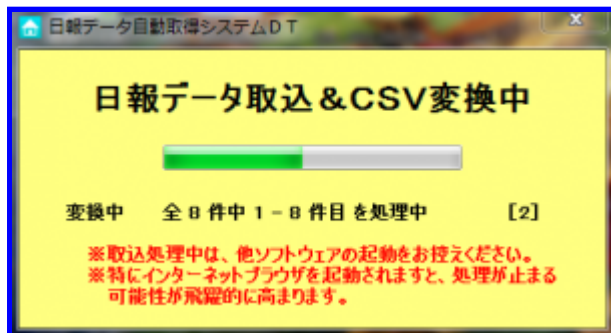 日報データ自動取得システムDT
日報データ取込&CSV変換中
変換中 全 8 件中 1 - 8 件目 を処理中 [2]
※取込処理中は、他ソフトウェアの起動をお控えください。
※特にインターネットブラウザを起動されますと、処理が止まる
可能性が飛躍的に高まります。